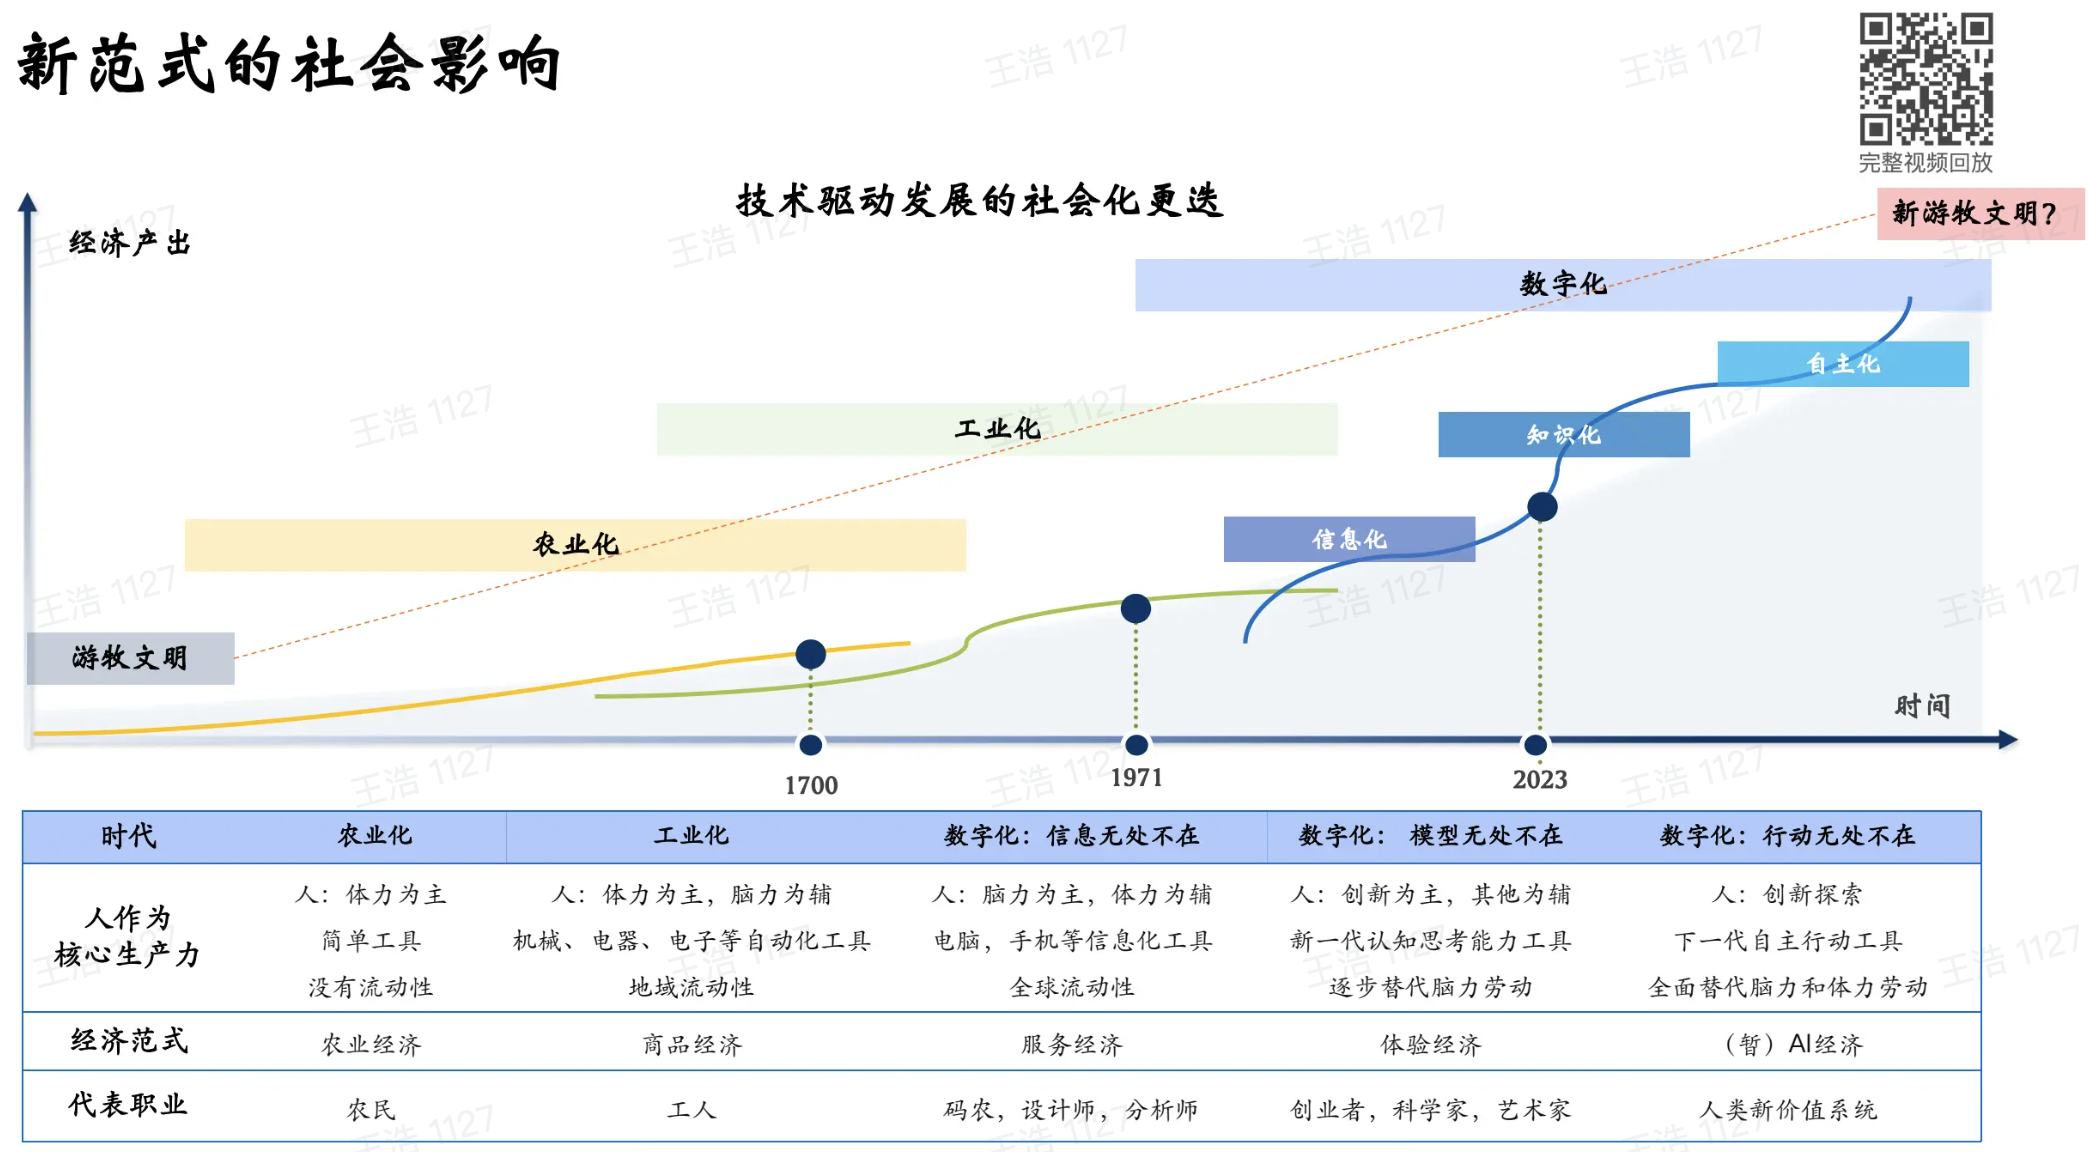 新范式的社会影响
完整视频回放
技术驱动发展的社会化更迭
新游牧文明？
经济产出
数字化
自主化
工业化
知识化
农业化
信息化
游牧文明
时间
1700
1971
2023
时代
农业化
工业化
数字化：信息无处不在
数字化： 模型无处不在
数字化：行动无处不在
人作为
核心生产力
人：体力为主
简单工具
没有流动性
人：体力为主，脑力为辅
机械、电器、电子等自动化工具
地域流动性
人：脑力为主，体力为辅
电脑，手机等信息化工具
全球流动性
人：创新为主，其他为辅
新一代认知思考能力工具
逐步替代脑力劳动
人：创新探索
下一代自主行动工具
全面替代脑力和体力劳动
经济范式
农业经济
商品经济
服务经济
体验经济
（暂）AI经济
代表职业
农民
工人
码农，设计师，分析师
创业者，科学家，艺术家
人类新价值系统
王浩 1127